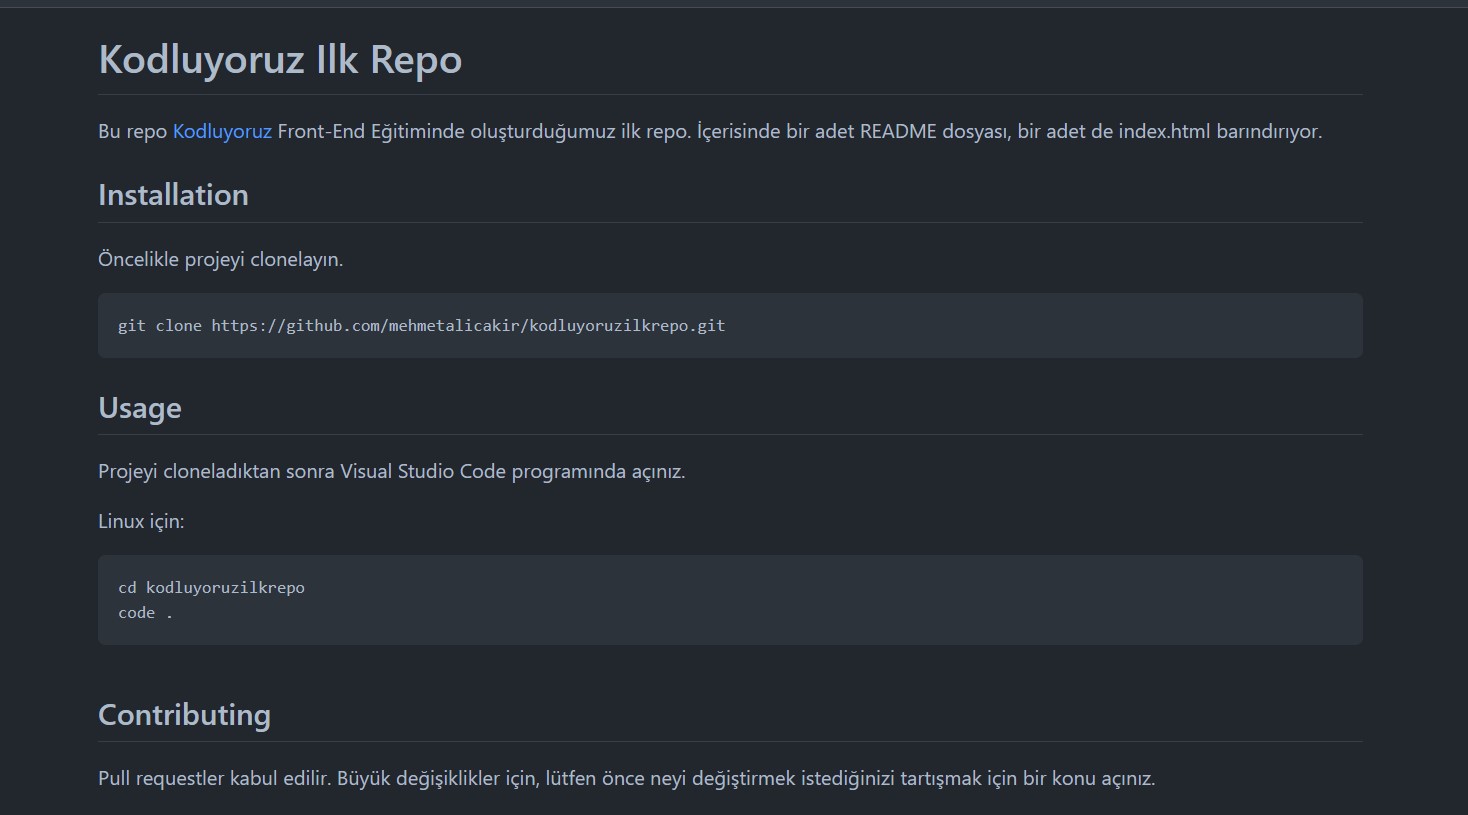 Kodluyoruz Ilk Repo
Bu repo Kodluyoruz Front-End Eğitiminde oluşturduğumuz ilk repo. İçerisinde bir adet README dosyası, bir adet de index.html barındırıyor.
Installation
Öncelikle projeyi clonelayın.
git clone https://github.com/mehmetalicakir/kodluyoruzilkrepo.git
Usage
Projeyi cloneladıktan sonra Visual Studio Code programında açınız.
Linux için:
cd kodluyoruzilkrepo
code .
Contributing
Pull requestler kabul edilir. Büyük değişiklikler için, lütfen önce neyi değiştirmek istediğinizi tartışmak için bir konu açınız.